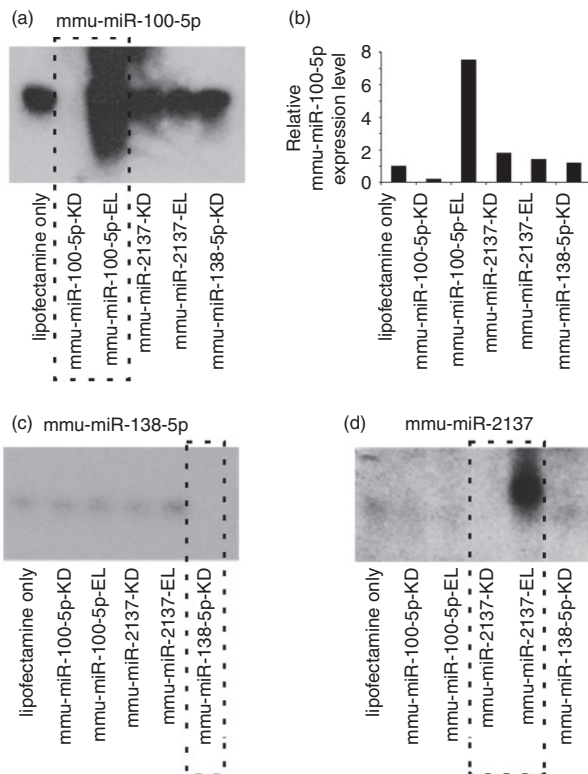 (a) mmu-miR-100-5p
lipofectamine only
mmu-miR-100-5p-KD
mmu-miR-100-5p-EL
mmu-miR-2137-KD
mmu-miR-2137-EL
mmu-miR-138-5p-KD
(b)
Relative
mmu-miR-100-5p
expression level
8
6
4
2
0
lipofectamine only
mmu-miR-100-5p-KD
mmu-miR-100-5p-EL
mmu-miR-2137-KD
mmu-miR-2137-EL
mmu-miR-138-5p-KD
(c) mmu-miR-138-5p
lipofectamine only
mmu-miR-100-5p-KD
mmu-miR-100-5p-EL
mmu-miR-2137-KD
mmu-miR-2137-EL
mmu-miR-138-5p-KD
(d) mmu-miR-2137
lipofectamine only
mmu-miR-100-5p-KD
mmu-miR-100-5p-EL
mmu-miR-2137-KD
mmu-miR-2137-EL
mmu-miR-138-5p-KD